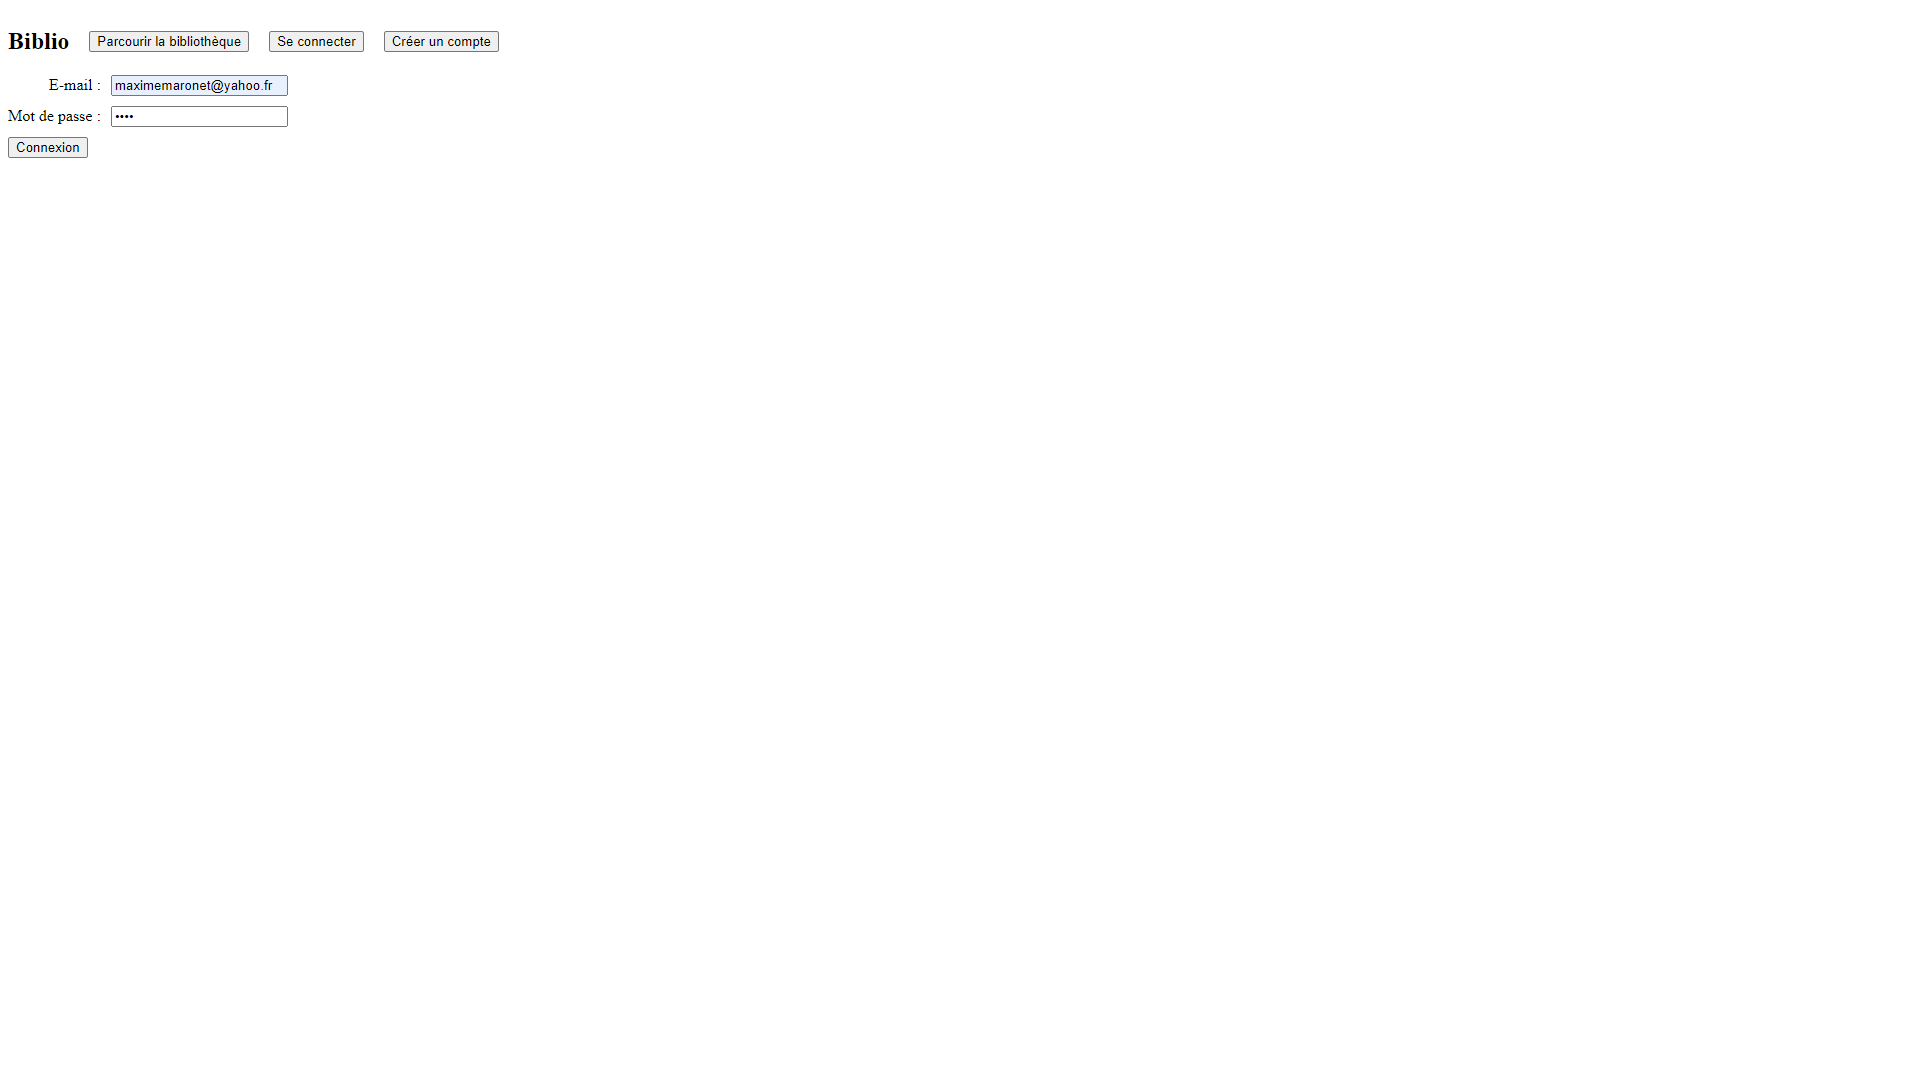 Biblio Parcourir la bibliothèque Se connecter Créer un compte
E-mail : maximemaronet@yahoo.fr
Mot de passe : ••••
Connexion